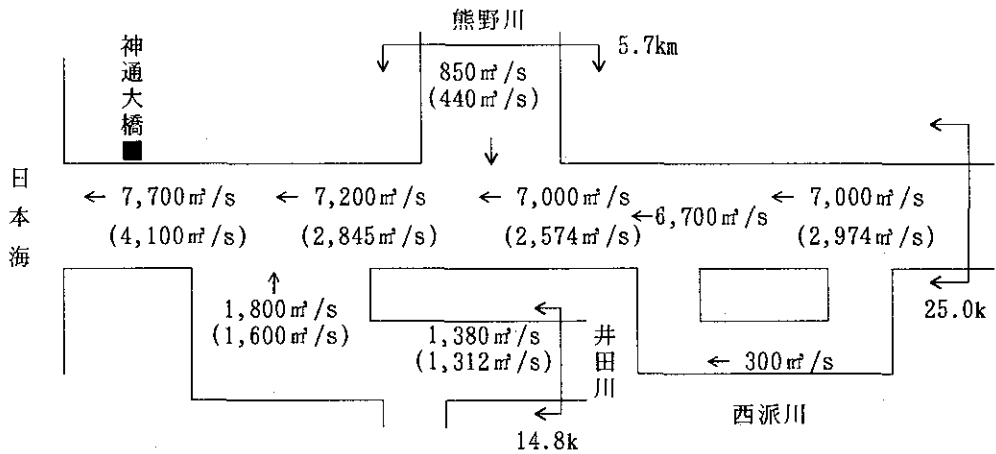 熊野川
5.7km
神通大橋
850㎥/s
(440㎥/s)
日本海
← 7,700㎥/s
(4,100㎥/s)
← 7,200㎥/s
(2,845㎥/s)
← 7,000㎥/s
(2,574㎥/s)
←6,700㎥/s
← 7,000㎥/s
(2,974㎥/s)
1,800㎥/s
(1,600㎥/s)
1,380㎥/s
(1,312㎥/s)
井田川
25.0k
← 300㎥/s
西派川
14.8k